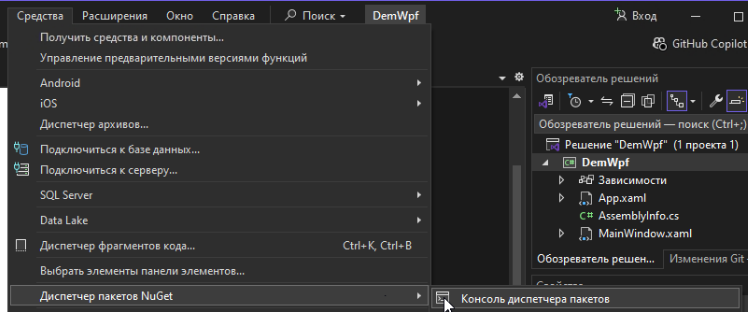 Средства Расширения Окно Справка Поиск DemWpf Вход
GitHub Copilot
Получить средства и компоненты...
Управление предварительными версиями функций
Android
iOS
Диспетчер архивов...
Подключиться к базе данных...
Подключиться к серверу...
SQL Server
Data Lake
Диспетчер фрагментов кода... Ctrl+K, Ctrl+B
Выбрать элементы панели элементов...
Диспетчер пакетов NuGet
Консоль диспетчера пакетов
Обозреватель решений
Обозреватель решений — поиск (Ctrl+;)
Решение "DemWpf" (1 проекта 1)
DemWpf
Зависимости
App.xaml
C# AssemblyInfo.cs
MainWindow.xaml
Обозреватель решен... Изменения Git